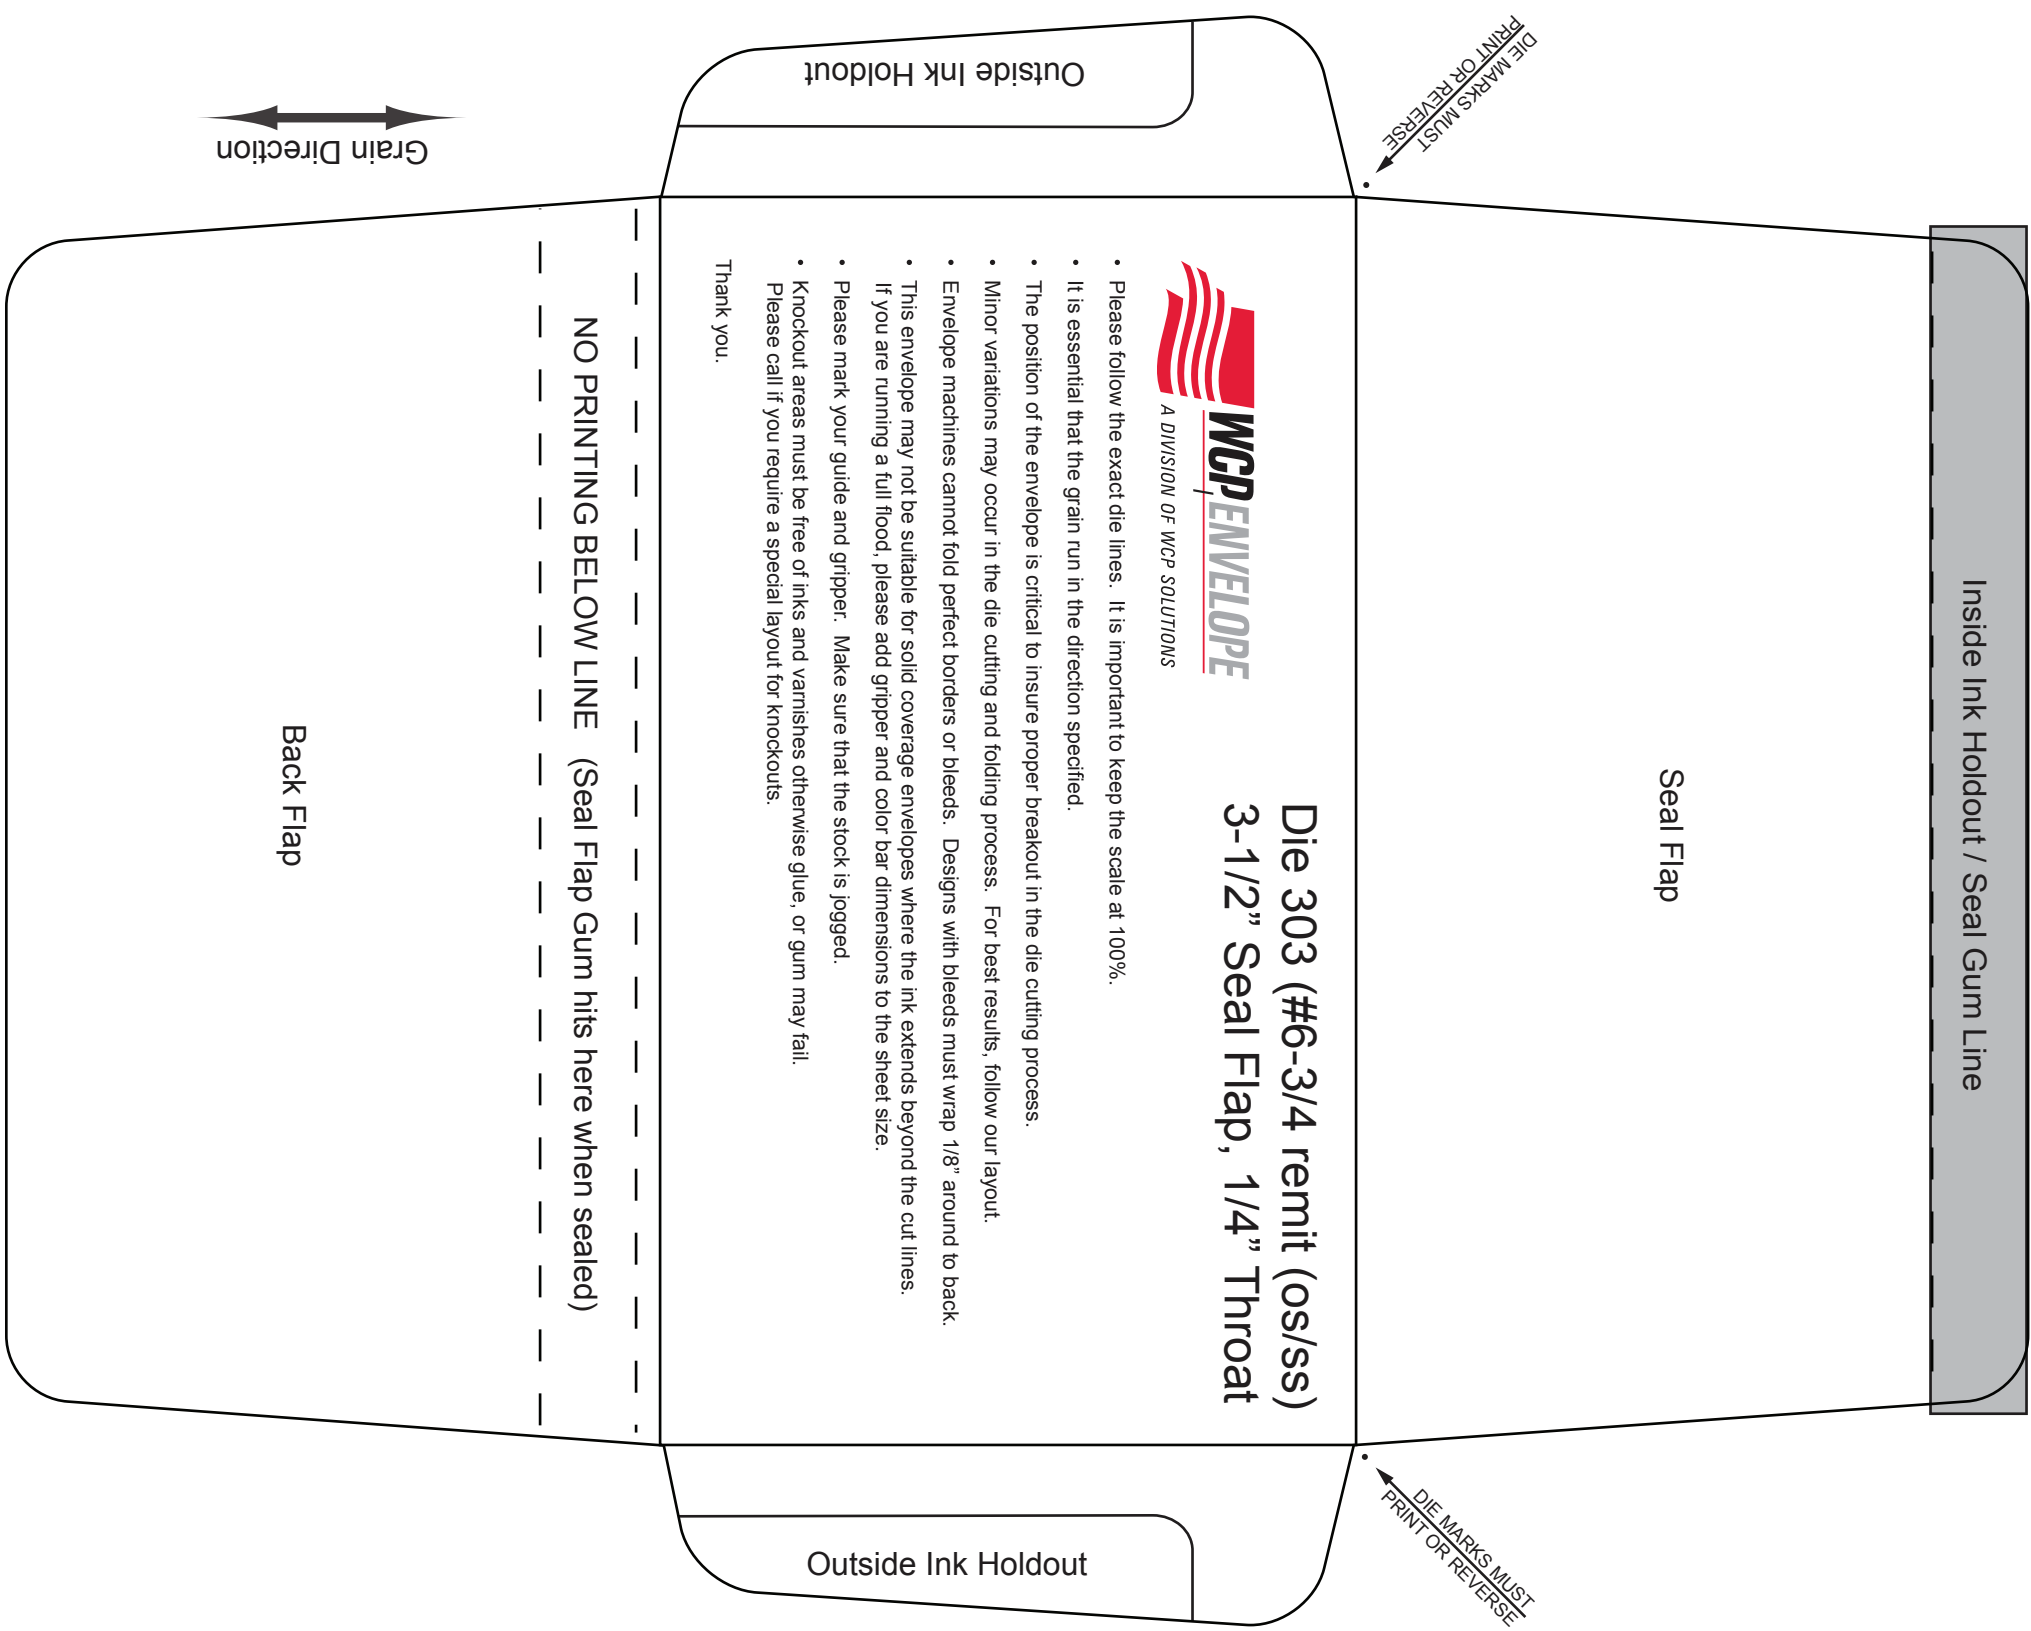 Inside Ink Holdout / Seal Gum Line
Seal Flap
DIE MARKS MUST
PRINT OR REVERSE
DIE MARKS MUST
PRINT OR REVERSE
Die 303 (#6-3/4 remit (os/ss)
3-1/2” Seal Flap, 1/4” Throat
WCP ENVELOPE
A DIVISION OF WCP SOLUTIONS
• Please follow the exact die lines.  It is important to keep the scale at 100%.
• It is essential that the grain run in the direction specified.
• The position of the envelope is critical to insure proper breakout in the die cutting process.
• Minor variations may occur in the die cutting and folding process.  For best results, follow our layout.
• Envelope machines cannot fold perfect borders or bleeds.  Designs with bleeds must wrap 1/8” around to back.
• This envelope may not be suitable for solid coverage envelopes where the ink extends beyond the cut lines.
If you are running a full flood, please add gripper and color bar dimensions to the sheet size.
• Please mark your guide and gripper.  Make sure that the stock is jogged.
• Knockout areas must be free of inks and varnishes otherwise glue, or gum may fail.
Please call if you require a special layout for knockouts.
Thank you.
Outside Ink Holdout
Outside Ink Holdout
NO PRINTING BELOW LINE   (Seal Flap Gum hits here when sealed)
Back Flap
Grain Direction